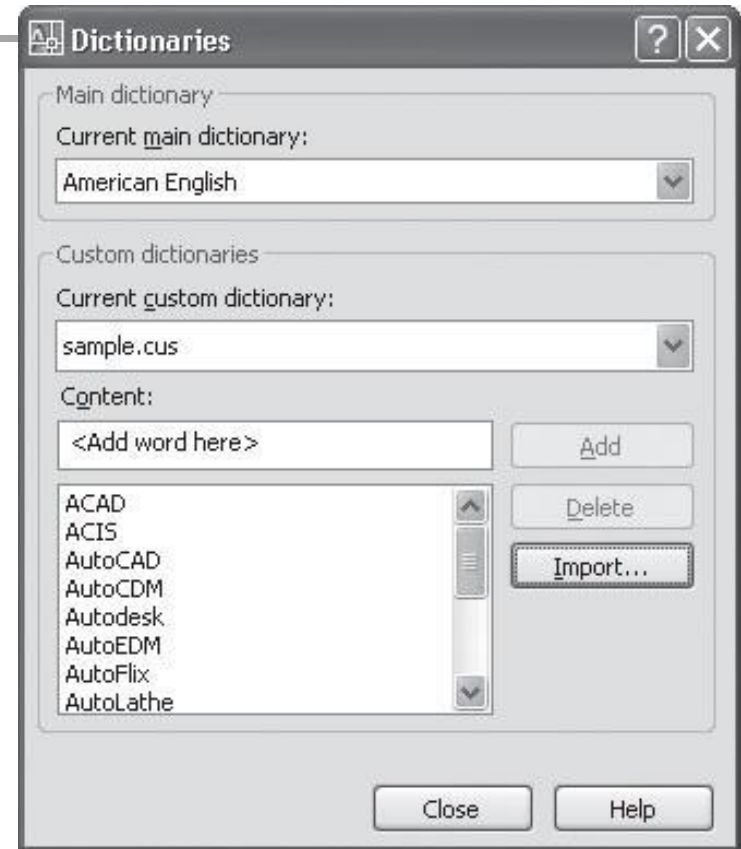 Dictionaries
Main dictionary
Current main dictionary:
American English
Custom dictionaries
Current custom dictionary:
sample.cus
Content:
<Add word here>
Add
ACAD
ACIS
AutoCAD
AutoCDM
Autodesk
AutoEDM
AutoFlix
AutoLathe
Delete
Import...
Close
Help